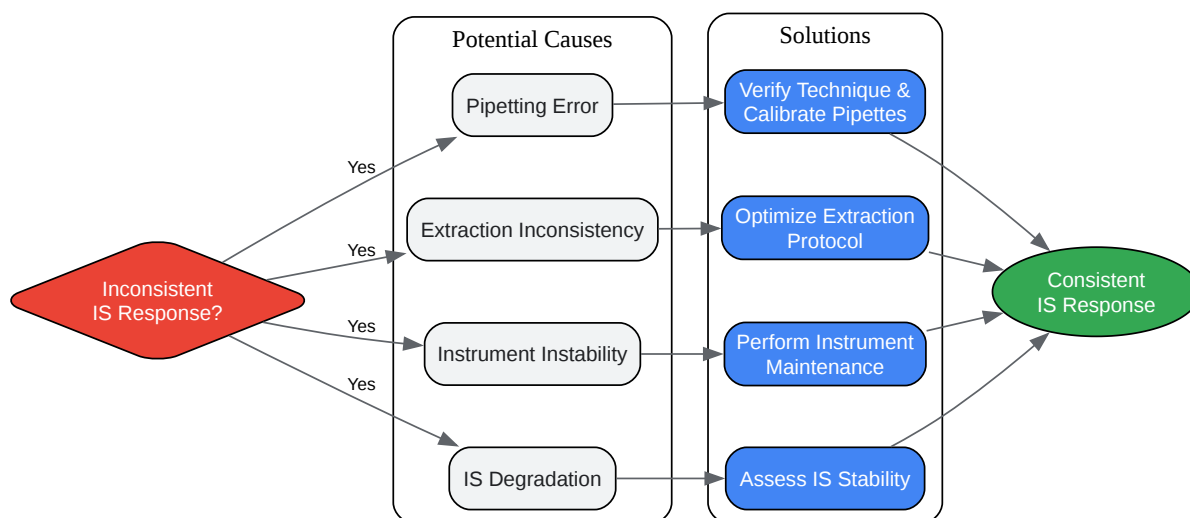 Potential Causes
Solutions
Pipetting Error
Verify Technique &
Calibrate Pipettes
Yes
Extraction Inconsistency
Optimize Extraction
Protocol
Yes
Inconsistent
IS Response?
Consistent
IS Response
Yes
Instrument Instability
Perform Instrument
Maintenance
Yes
IS Degradation
Assess IS Stability